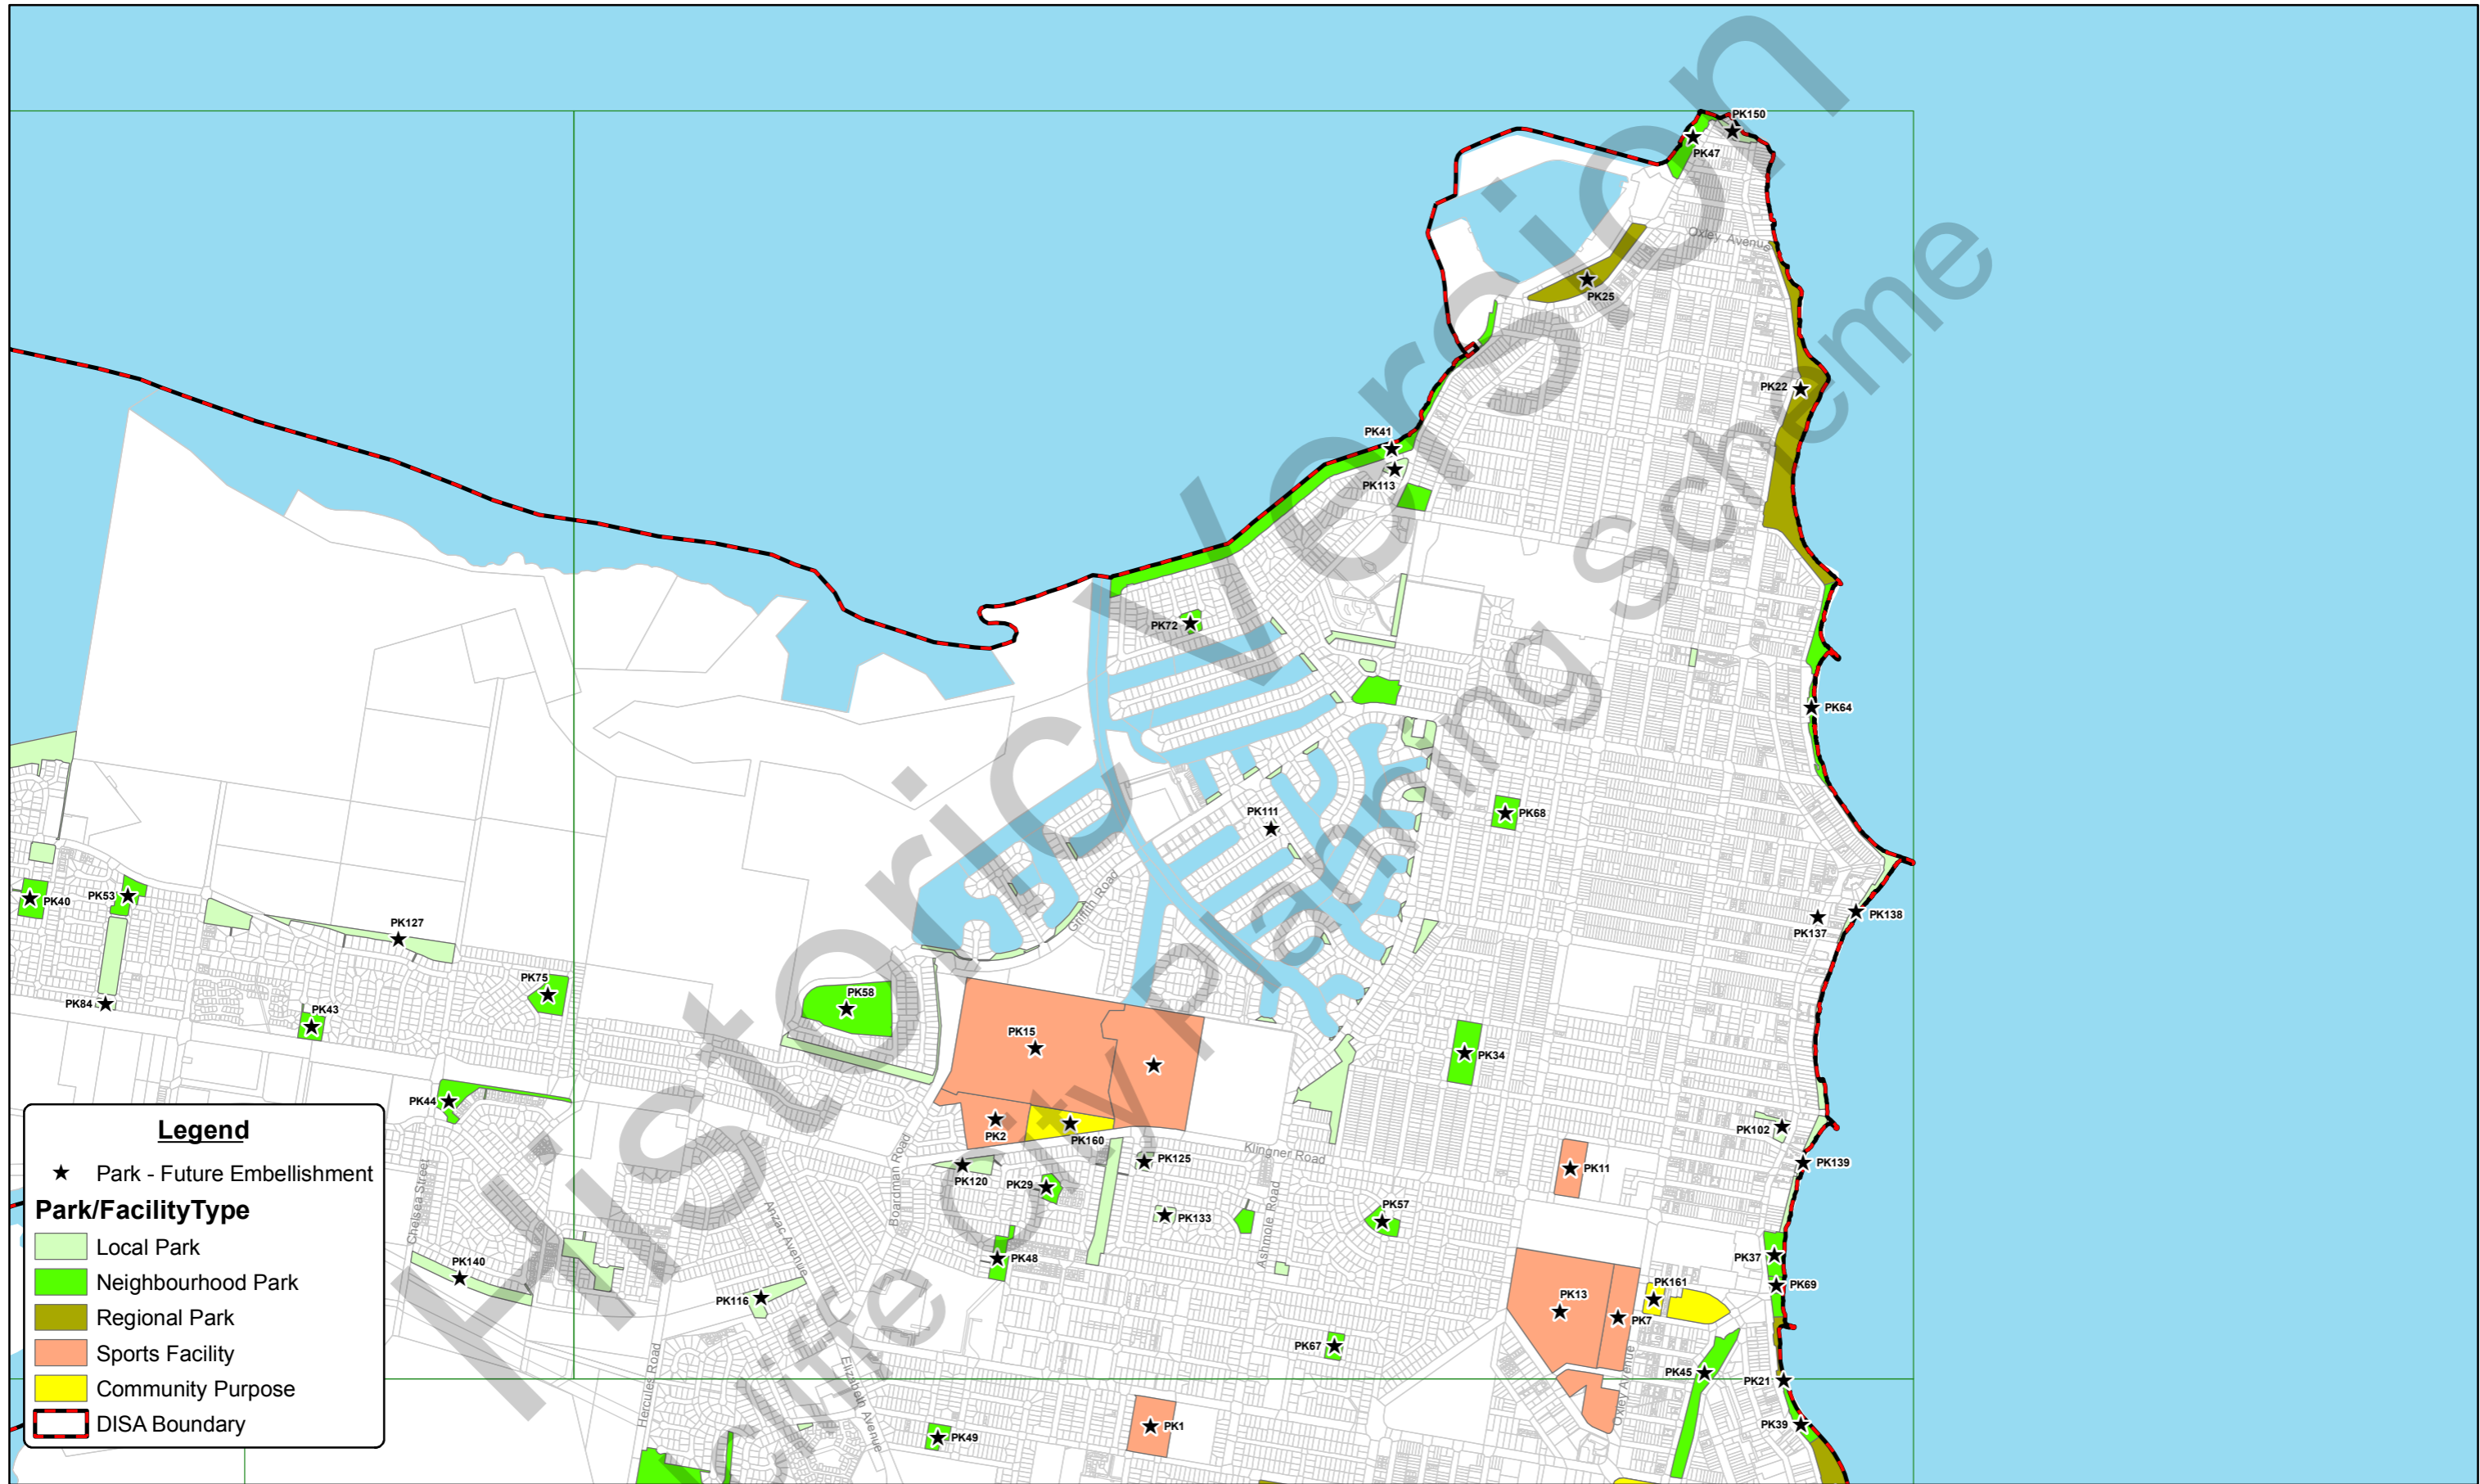 PK150
PK47
Oxley Avenue
PK25
PK22
PK41
PK113
PK72
PK64
PK111
PK68
PK40
PK53
PK127
Griffith Road
PK138
PK137
PK75
PK84
PK43
PK58
PK15
PK34
PK44
PK2
PK160
PK102
PK125
Klingner Road
PK139
PK11
PK120
PK29
Boardman Road
Chelsea Street
Anzac Avenue
PK133
PK57
Ashmole Road
PK48
PK140
PK116
PK37
PK69
PK161
PK13
PK7
PK67
PK45
PK21
Hercules Road
Elizabeth Avenue
Oxley Avenue
PK1
PK49
PK39
Legend
Park - Future Embellishment
Park/FacilityType
Local Park
Neighbourhood Park
Regional Park
Sports Facility
Community Purpose
DISA Boundary
Historic Version
cliffe City planning scheme